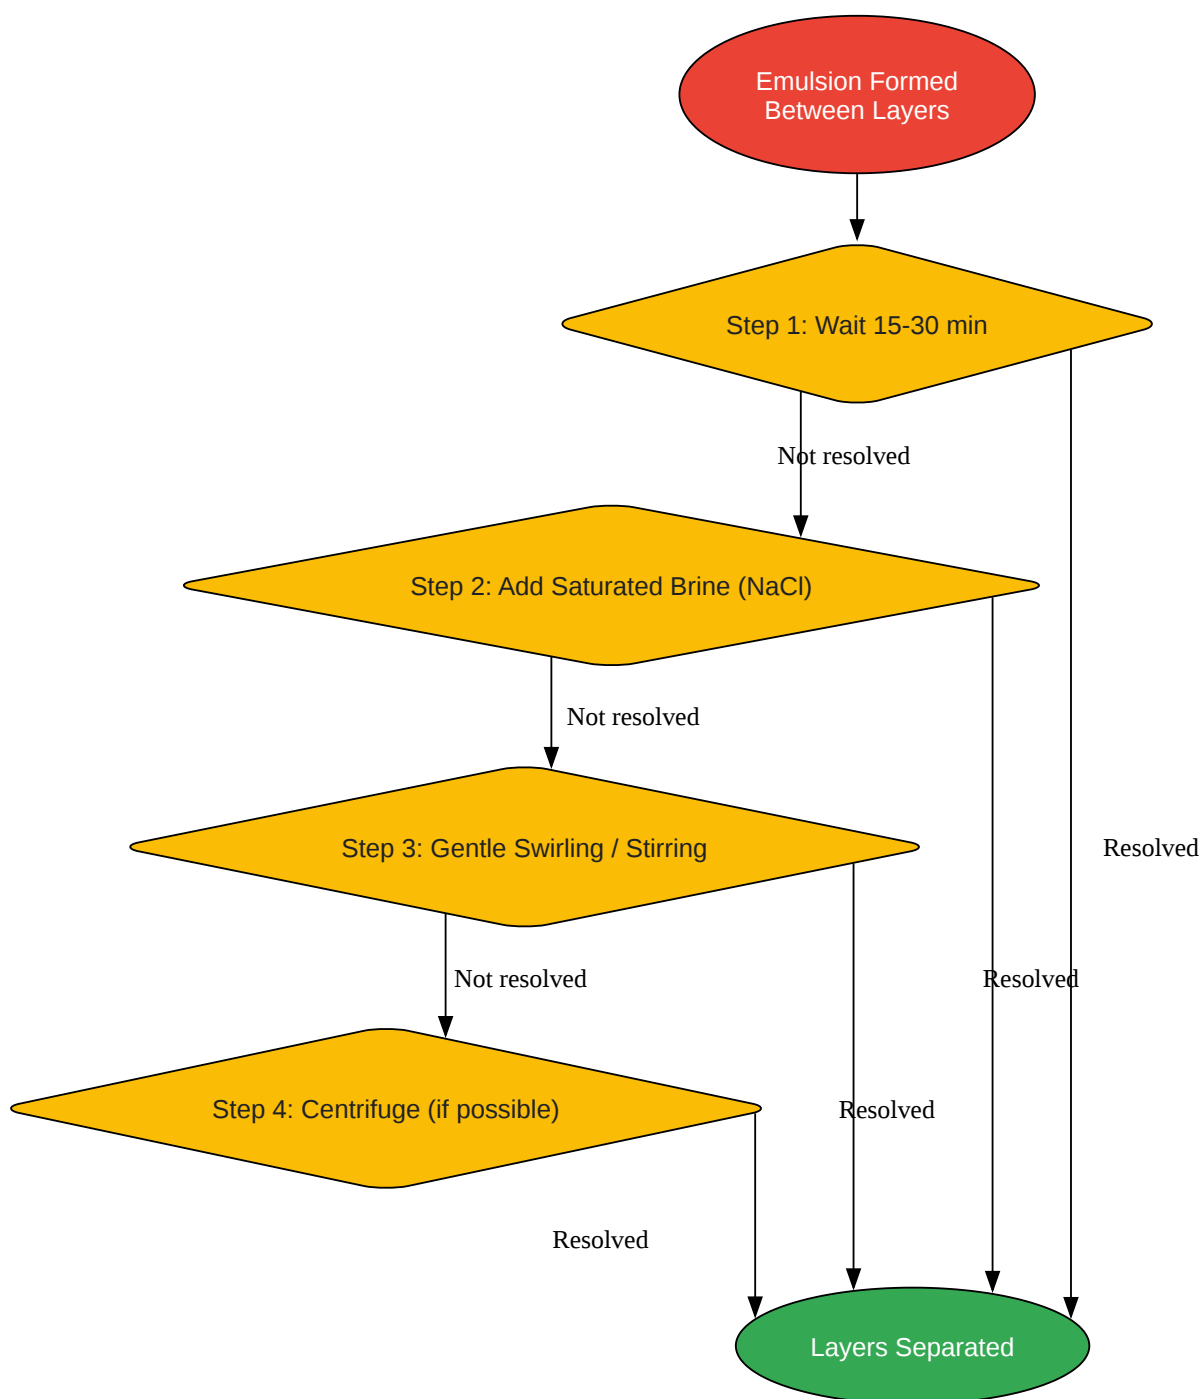 Emulsion Formed
Between Layers
Step 1: Wait 15-30 min
Not resolved
Step 2: Add Saturated Brine (NaCl)
Not resolved
Step 3: Gentle Swirling / Stirring
Resolved
Not resolved
Resolved
Step 4: Centrifuge (if possible)
Resolved
Resolved
Layers Separated